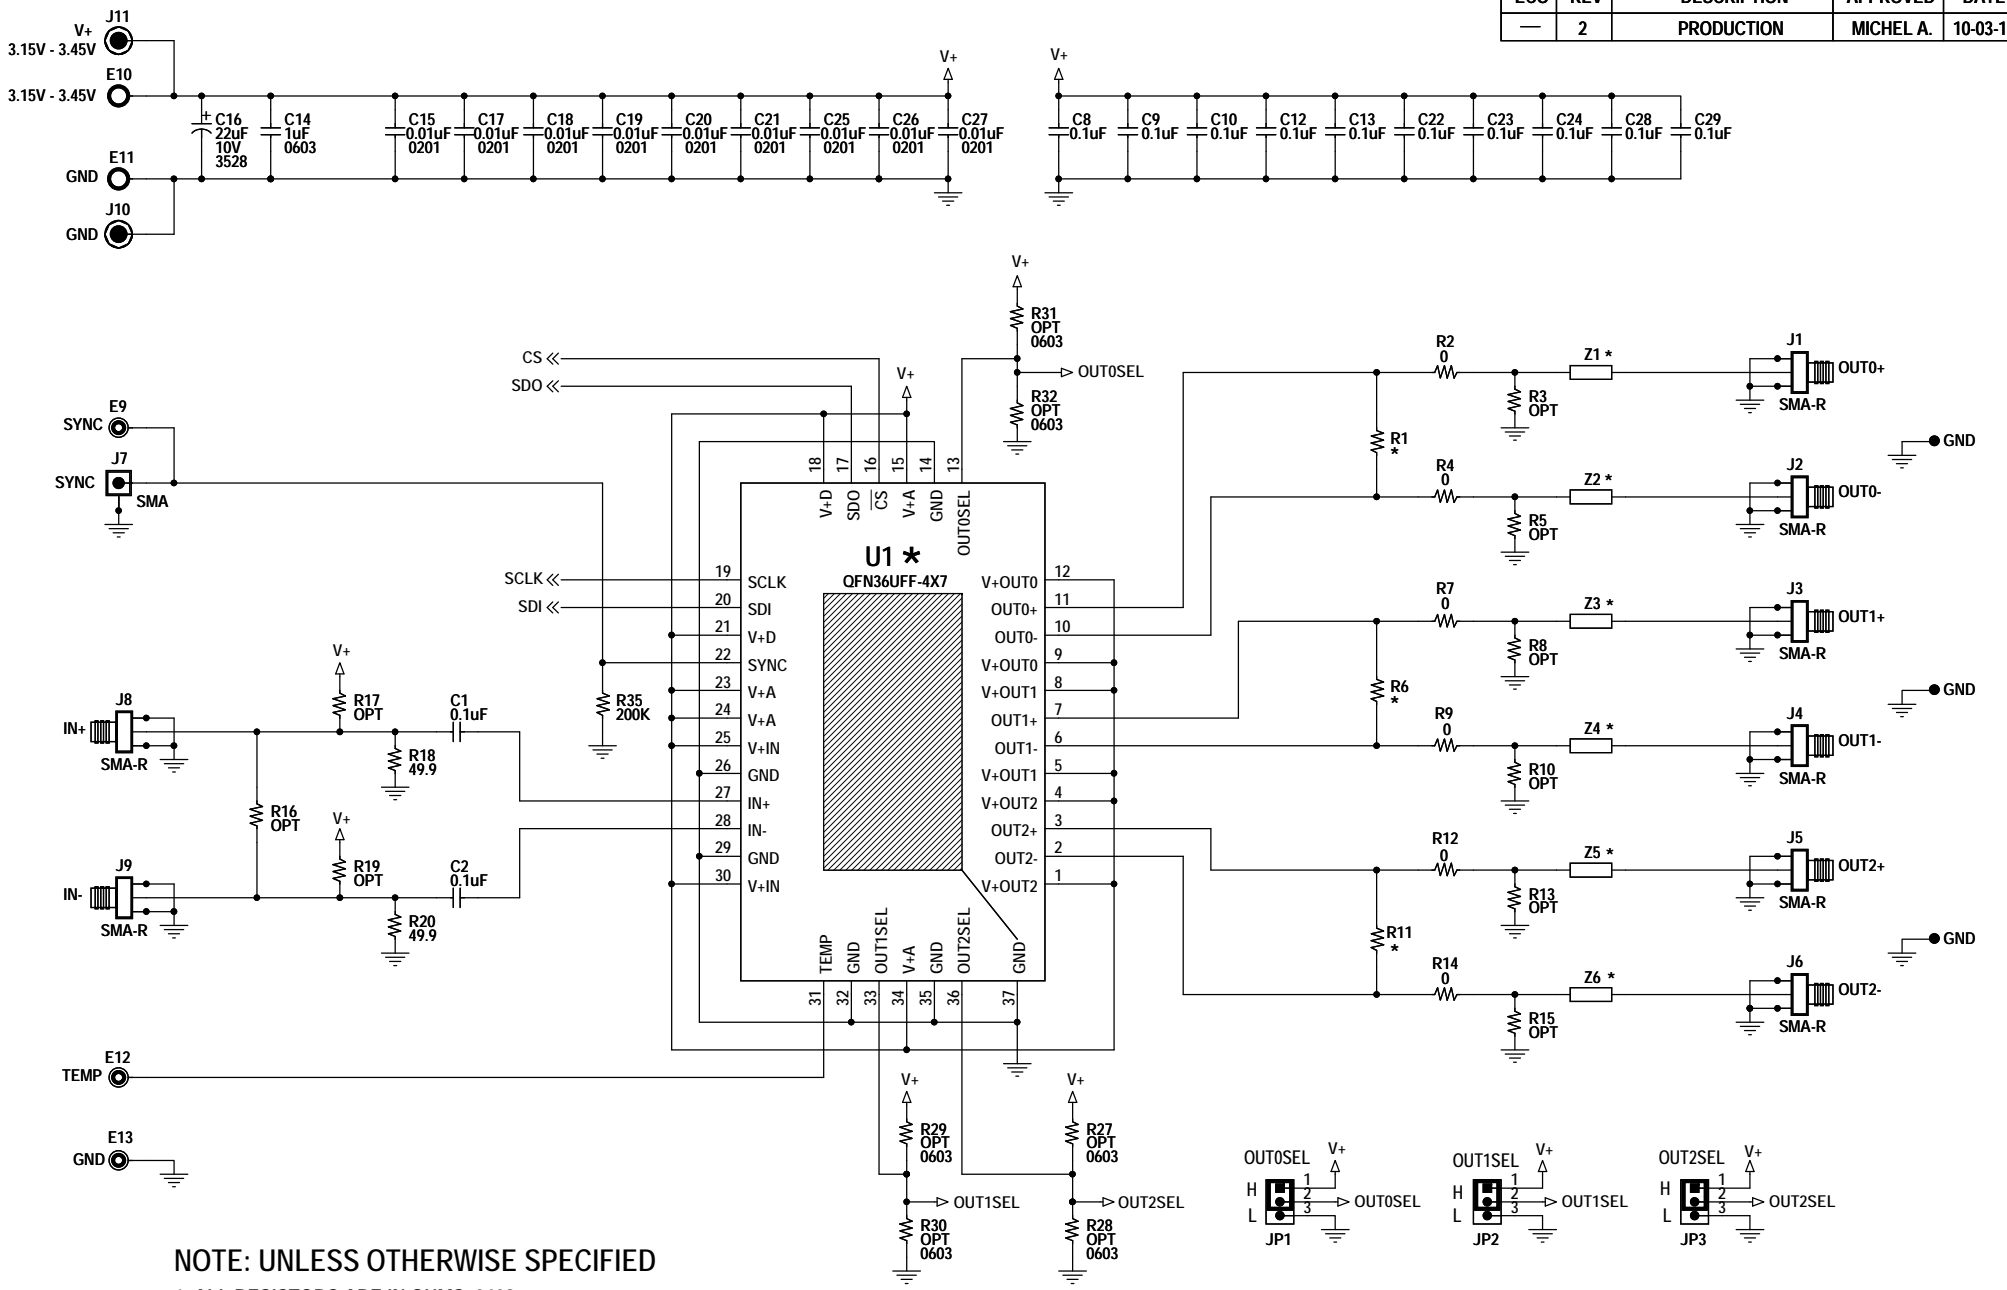 ECO REV DESCRIPTION APPROVED DATE
— 2 PRODUCTION MICHEL A. 10-03-1
J11
V+
3.15V - 3.45V
E10
3.15V - 3.45V
E11
GND
J10
GND
+
C16
22uF
10V
3528
C14
1uF
0603
C15
0.01uF
0201
C17
0.01uF
0201
C18
0.01uF
0201
C19
0.01uF
0201
C20
0.01uF
0201
C21
0.01uF
0201
C25
0.01uF
0201
C26
0.01uF
0201
V+
C27
0.01uF
0201
V+
C8
0.1uF
C9
0.1uF
C10
0.1uF
C12
0.1uF
C13
0.1uF
C22
0.1uF
C23
0.1uF
C24
0.1uF
C28
0.1uF
C29
0.1uF
V+
R31
OPT
0603
OUT0SEL
R32
OPT
0603
CS
SDO
V+
E9
SYNC
J7
SYNC
SMA
SCLK
SDI
18 17 16 15 14 13
V+D SDO CS V+A GND OUT0SEL
U1 *
QFN36UFF-4X7
19 SCLK
20 SDI
21 V+D
22 SYNC
23 V+A
24 V+A
25 V+IN
26 GND
27 IN+
28 IN-
29 GND
30 V+IN
V+OUT0 12
OUT0+ 11
OUT0- 10
V+OUT0 9
V+OUT1 8
OUT1+ 7
OUT1- 6
V+OUT1 5
V+OUT2 4
OUT2+ 3
OUT2- 2
V+OUT2 1
TEMP GND OUT1SEL V+A GND OUT2SEL GND
31 32 33 34 35 36 37
R35
200K
J8
IN+
SMA-R
V+
R17
OPT
C1
0.1uF
R18
49.9
R16
OPT
J9
IN-
SMA-R
V+
R19
OPT
C2
0.1uF
R20
49.9
R2
0
Z1 *
J1
OUT0+
SMA-R
R3
OPT
R1
*
GND
R4
0
Z2 *
J2
OUT0-
SMA-R
R5
OPT
R7
0
Z3 *
J3
OUT1+
SMA-R
R8
OPT
R6
*
GND
R9
0
Z4 *
J4
OUT1-
SMA-R
R10
OPT
R12
0
Z5 *
J5
OUT2+
SMA-R
R13
OPT
R11
*
GND
R14
0
Z6 *
J6
OUT2-
SMA-R
R15
OPT
E12
TEMP
E13
GND
V+
R29
OPT
0603
OUT1SEL
R30
OPT
0603
V+
R27
OPT
0603
OUT2SEL
R28
OPT
0603
OUT0SEL V+
H 1
2 OUT0SEL
L 3
JP1
OUT1SEL V+
H 1
2 OUT1SEL
L 3
JP2
OUT2SEL V+
H 1
2 OUT2SEL
L 3
JP3
NOTE: UNLESS OTHERWISE SPECIFIED